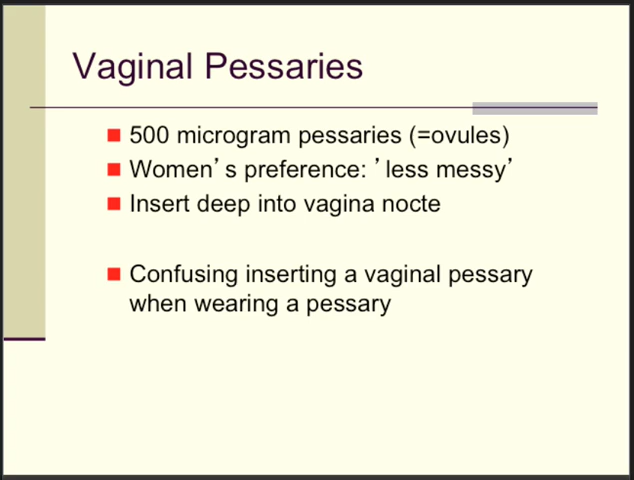 Vaginal Pessaries
500 microgram pessaries (=ovules)
Women’s preference: ’less messy’
Insert deep into vagina nocte
Confusing inserting a vaginal pessary
when wearing a pessary